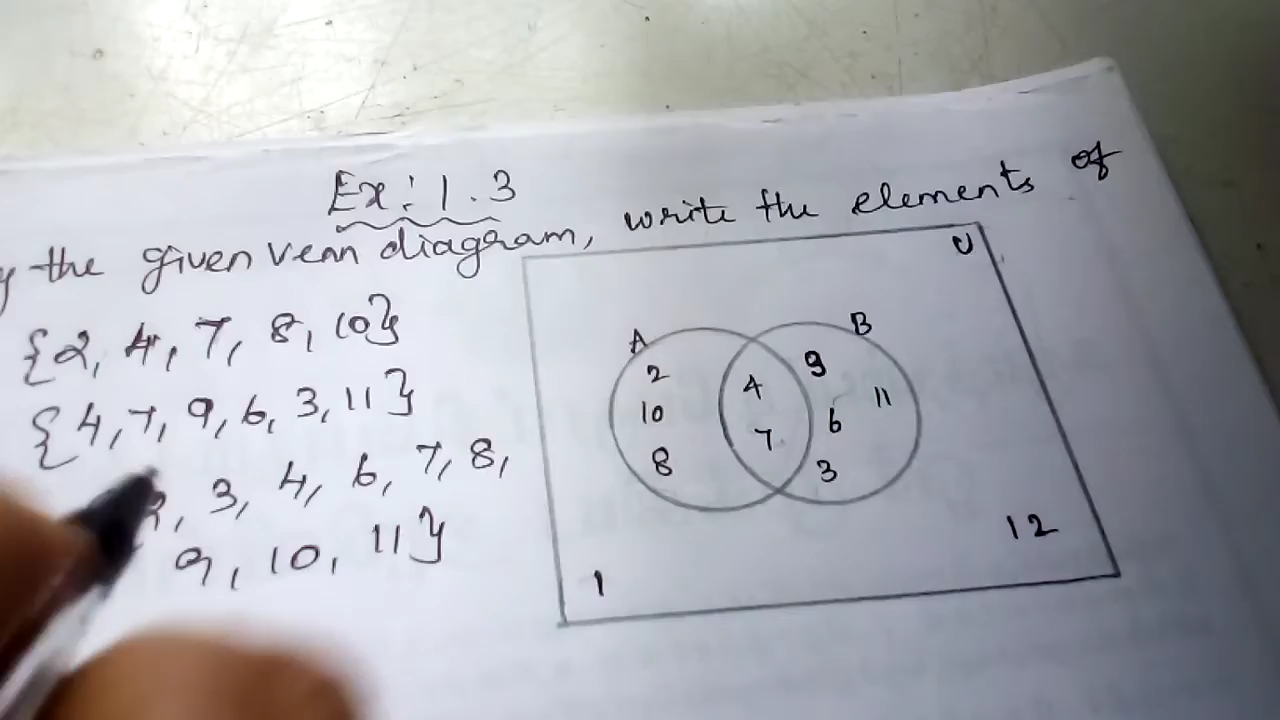 Ex: 1.3
the given venn diagram, write the elements of
{2, 4, 7, 8, 10}
{4, 7, 9, 6, 3, 11}
3, 4, 6, 7, 8,
9, 10, 11}
U
A
B
2
10
8
4
7
9
11
6
3
12
1